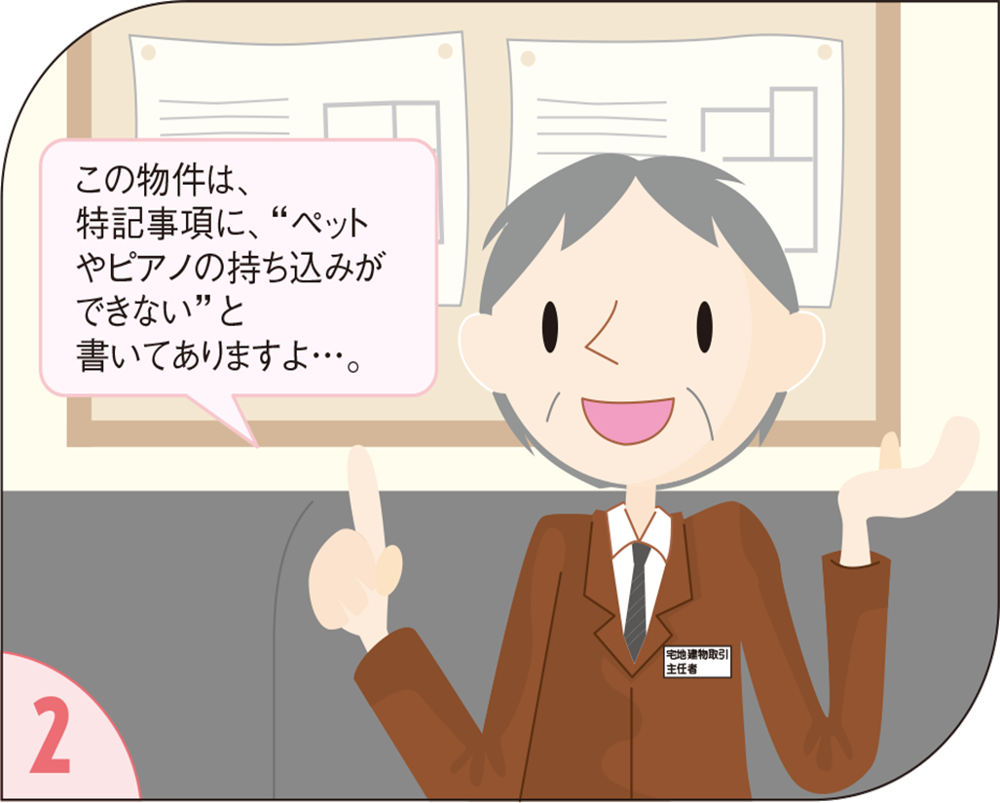 この物件は、
特記事項に、“ペット
やピアノの持ち込みが
できない”と
書いてありますよ…。
宅地建物取引
主任者
2